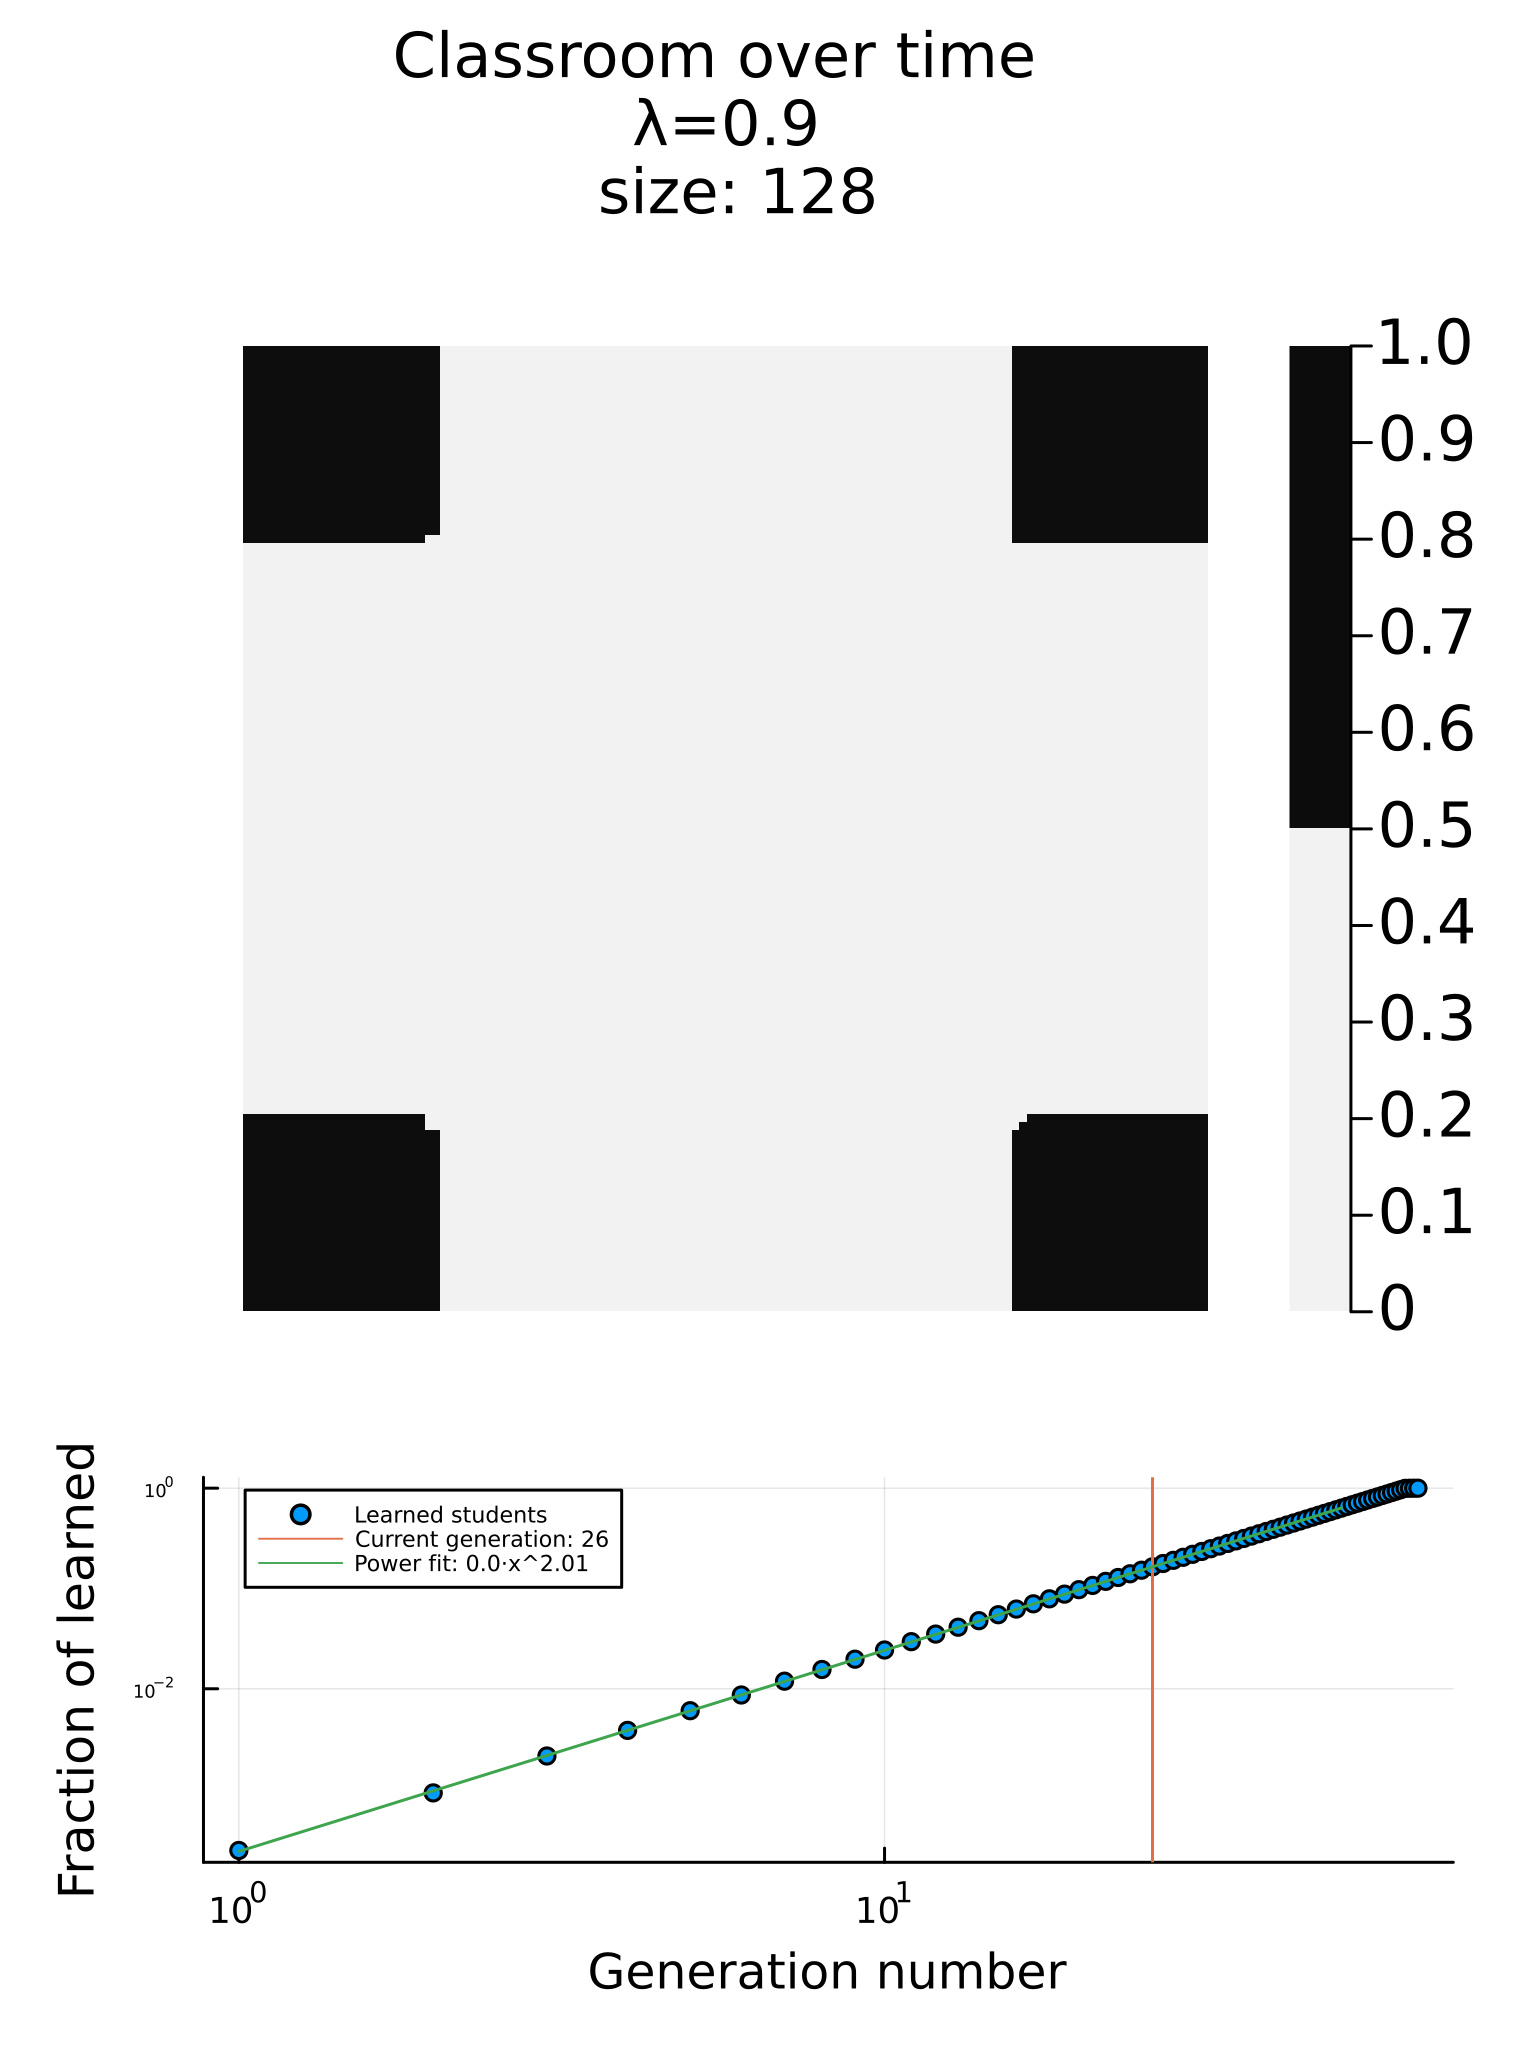 Classroom over time
λ=0.9
size: 128
1.0
0.9
0.8
0.7
0.6
0.5
0.4
0.3
0.2
0.1
0
Fraction of learned
10^0
10^−2
Learned students
Current generation: 26
Power fit: 0.0·x^2.01
10^0
10^1
Generation number